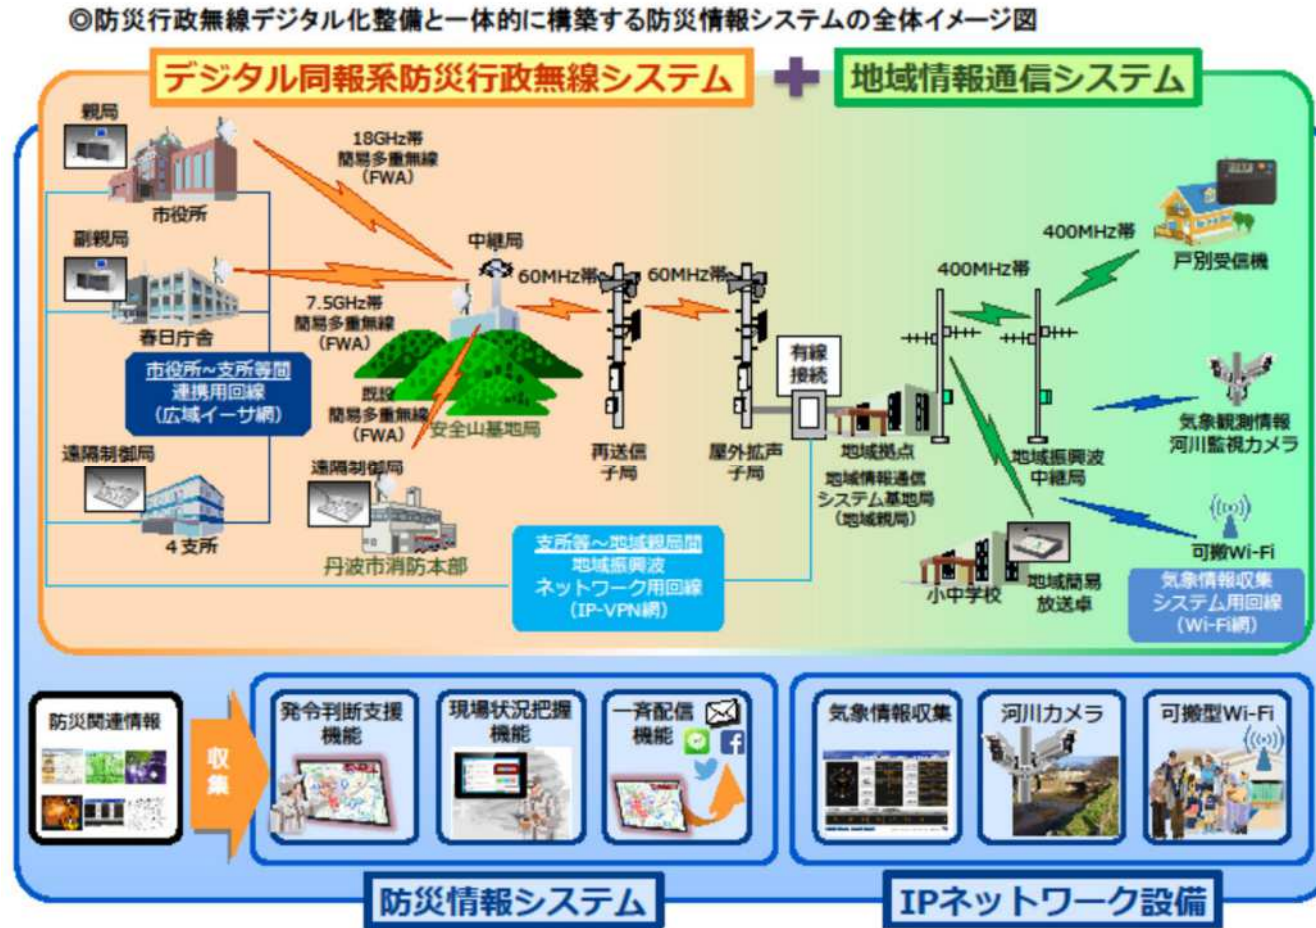 ◎防災行政無線デジタル化整備と一体的に構築する防災情報システムの全体イメージ図
デジタル同報系防災行政無線システム
地域情報通信システム
親局
市役所
18GHz帯
簡易多重無線
(FWA)
副親局
春日庁舎
7.5GHz帯
簡易多重無線
(FWA)
中継局
60MHz帯
60MHz帯
400MHz帯
400MHz帯
戸別受信機
市役所~支所等間
連携用回線
(広域イーサ網)
既設
簡易多重無線
(FWA)
安全山基地局
再送信
子局
屋外拡声
子局
有線
接続
地域拠点
地域情報通信
システム基地局
(地域親局)
地域振興波
中継局
気象観測情報
河川監視カメラ
遠隔制御局
4支所
遠隔制御局
丹波市消防本部
支所等~地域親局間
地域振興波
ネットワーク用回線
(IP-VPN網)
小中学校
地域簡易
放送卓
可搬Wi-Fi
気象情報収集
システム用回線
(Wi-Fi網)
防災関連情報
収集
発令判断支援
機能
現場状況把握
機能
一斉配信
機能
気象情報収集
河川カメラ
可搬型Wi-Fi
防災情報システム
IPネットワーク設備